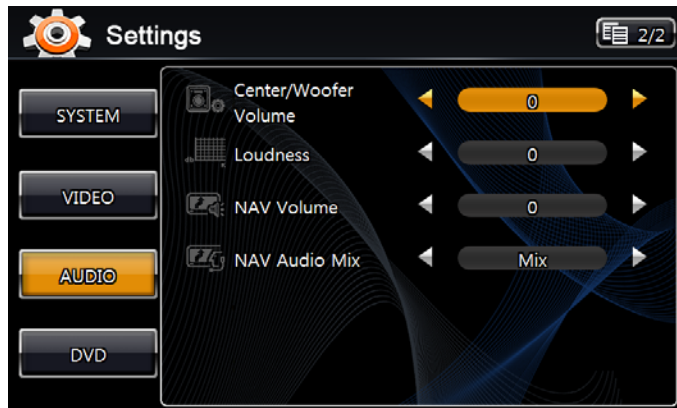 Settings
2/2
SYSTEM
VIDEO
AUDIO
DVD
Center/Woofer
Volume
0
Loudness
0
NAV Volume
0
NAV Audio Mix
Mix